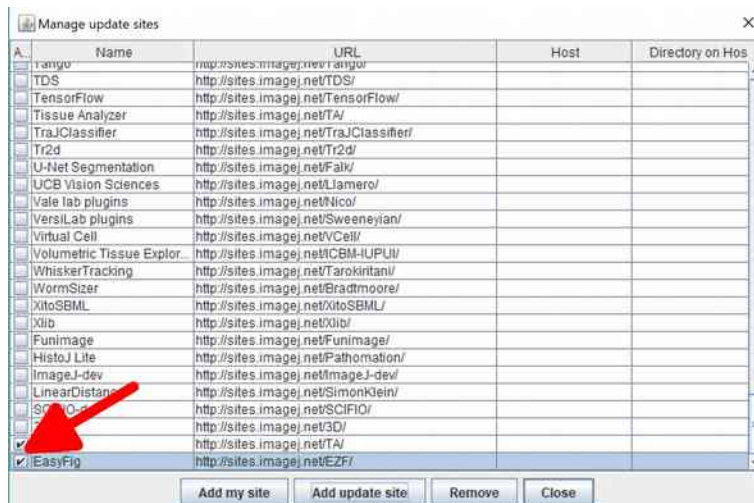 Manage update sites
A.. Name URL Host Directory on Hos
Tango http://sites.imagej.net/Tango/
TDS http://sites.imagej.net/TDS/
TensorFlow http://sites.imagej.net/TensorFlow/
Tissue Analyzer http://sites.imagej.net/TA/
TraJClassifier http://sites.imagej.net/TraJClassifier/
Tr2d http://sites.imagej.net/Tr2d/
U-Net Segmentation http://sites.imagej.net/Falk/
UCB Vision Sciences http://sites.imagej.net/Llamero/
Vale lab plugins http://sites.imagej.net/Nico/
VersiLab plugins http://sites.imagej.net/Sweeneyian/
Virtual Cell http://sites.imagej.net/VCell/
Volumetric Tissue Explor... http://sites.imagej.net/ICBM-IUPUI/
WhiskerTracking http://sites.imagej.net/Tarokiritani/
WormSizer http://sites.imagej.net/Bradtmoore/
XitoSBML http://sites.imagej.net/XitoSBML/
Xlib http://sites.imagej.net/Xlib/
Funimage http://sites.imagej.net/Funimage/
HistoJ Lite http://sites.imagej.net/Pathomation/
ImageJ-dev http://sites.imagej.net/ImageJ-dev/
LinearDistanc http://sites.imagej.net/SimonKlein/
http://sites.imagej.net/SCIFIO/
http://sites.imagej.net/3D/
http://sites.imagej.net/TA/
EasyFig http://sites.imagej.net/EZF/
Add my site Add update site Remove Close